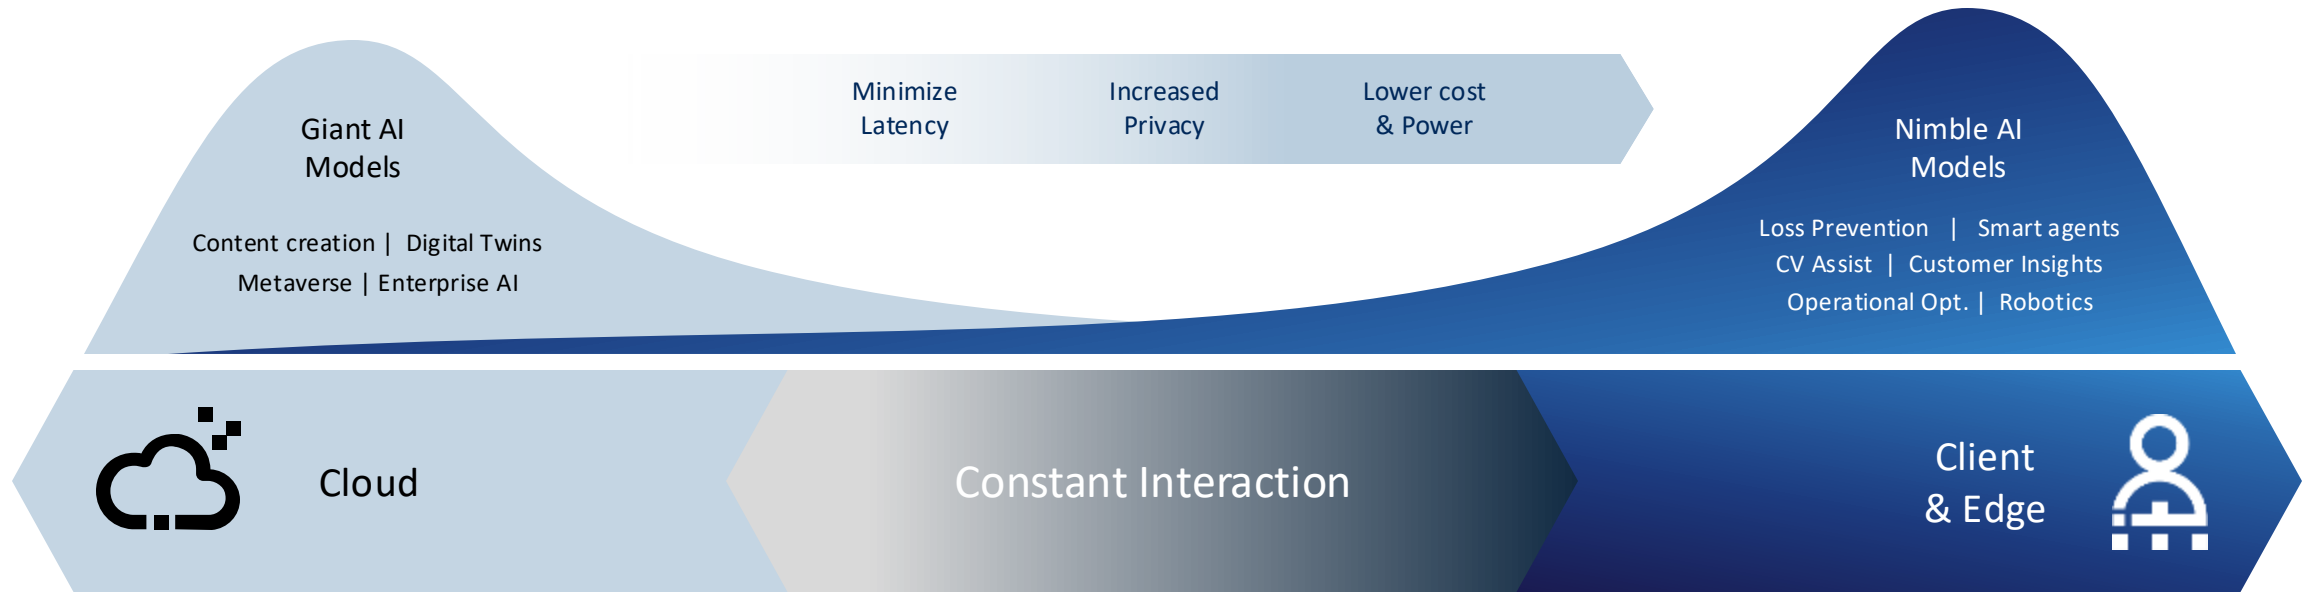 Giant AI
Models
Content creation | Digital Twins
Metaverse | Enterprise AI
Minimize
Latency
Increased
Privacy
Lower cost
& Power
Nimble AI
Models
Loss Prevention | Smart agents
CV Assist | Customer Insights
Operational Opt. | Robotics
Cloud
Constant Interaction
Client
& Edge